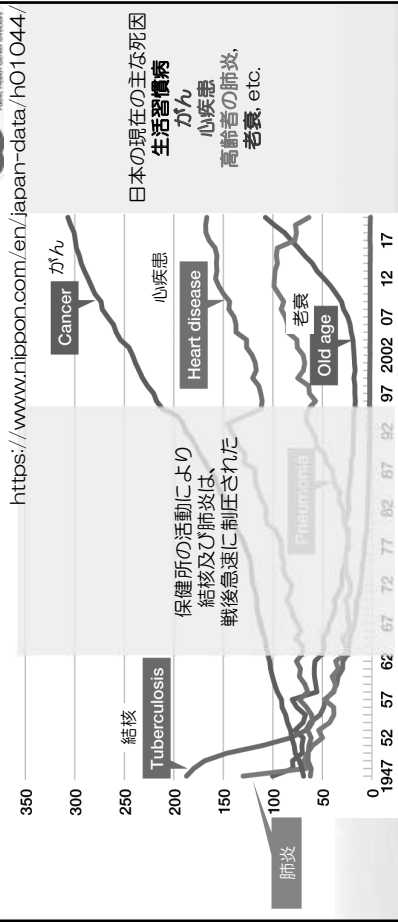 https://www.nippon.com/en/japan-data/h01044/
日本の現在の主な死因
生活習慣病
がん
心疾患
高齢者の肺炎,
老衰, etc.
がん
Cancer
心疾患
Heart disease
老衰
Old age
保健所の活動により
結核及び肺炎は、
戦後急速に制圧された
Pneumonia
結核
Tuberculosis
肺炎
350
300
250
200
150
100
50
0
1947 52 57 62 67 72 77 82 87 92 97 2002 07 12 17